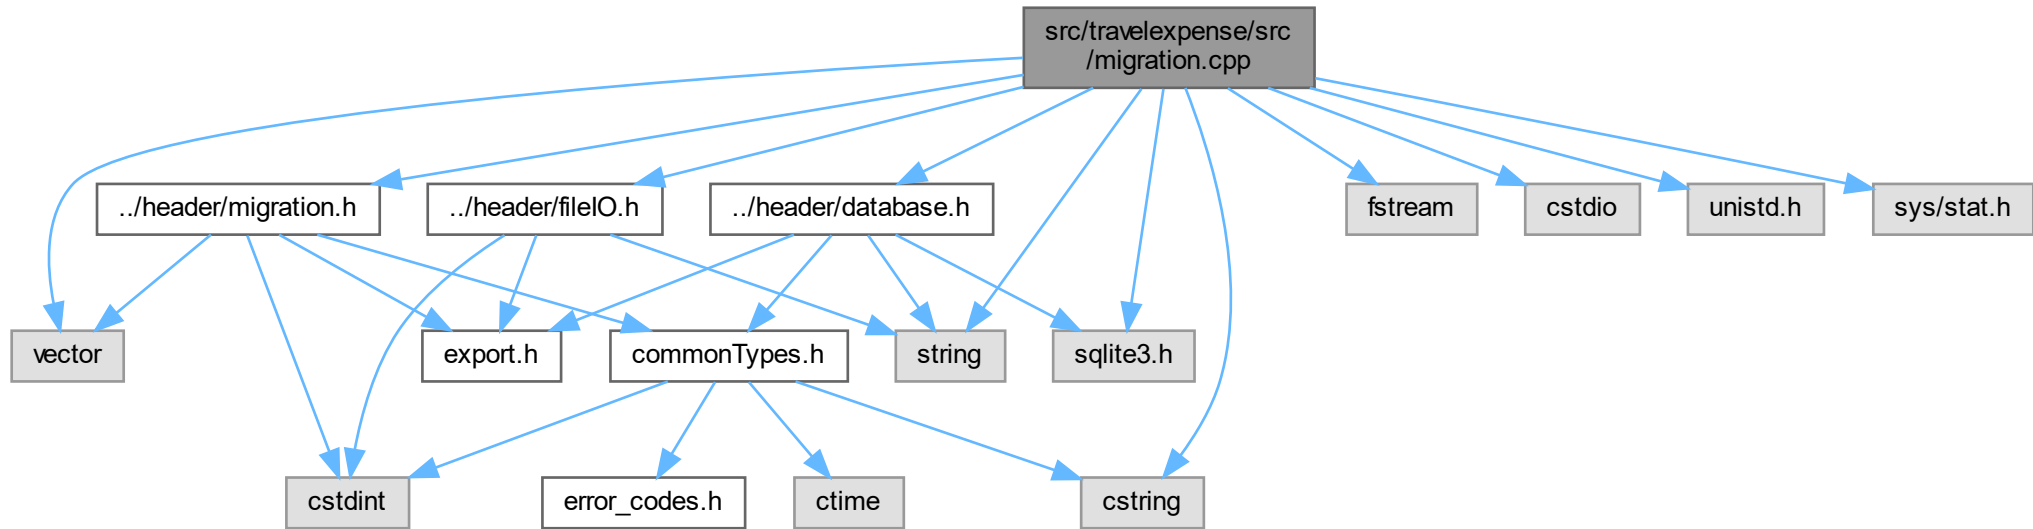 src/travelexpense/src
/migration.cpp
../header/migration.h
../header/fileIO.h
../header/database.h
fstream
cstdio
unistd.h
sys/stat.h
vector
export.h
commonTypes.h
string
sqlite3.h
cstdint
error_codes.h
ctime
cstring